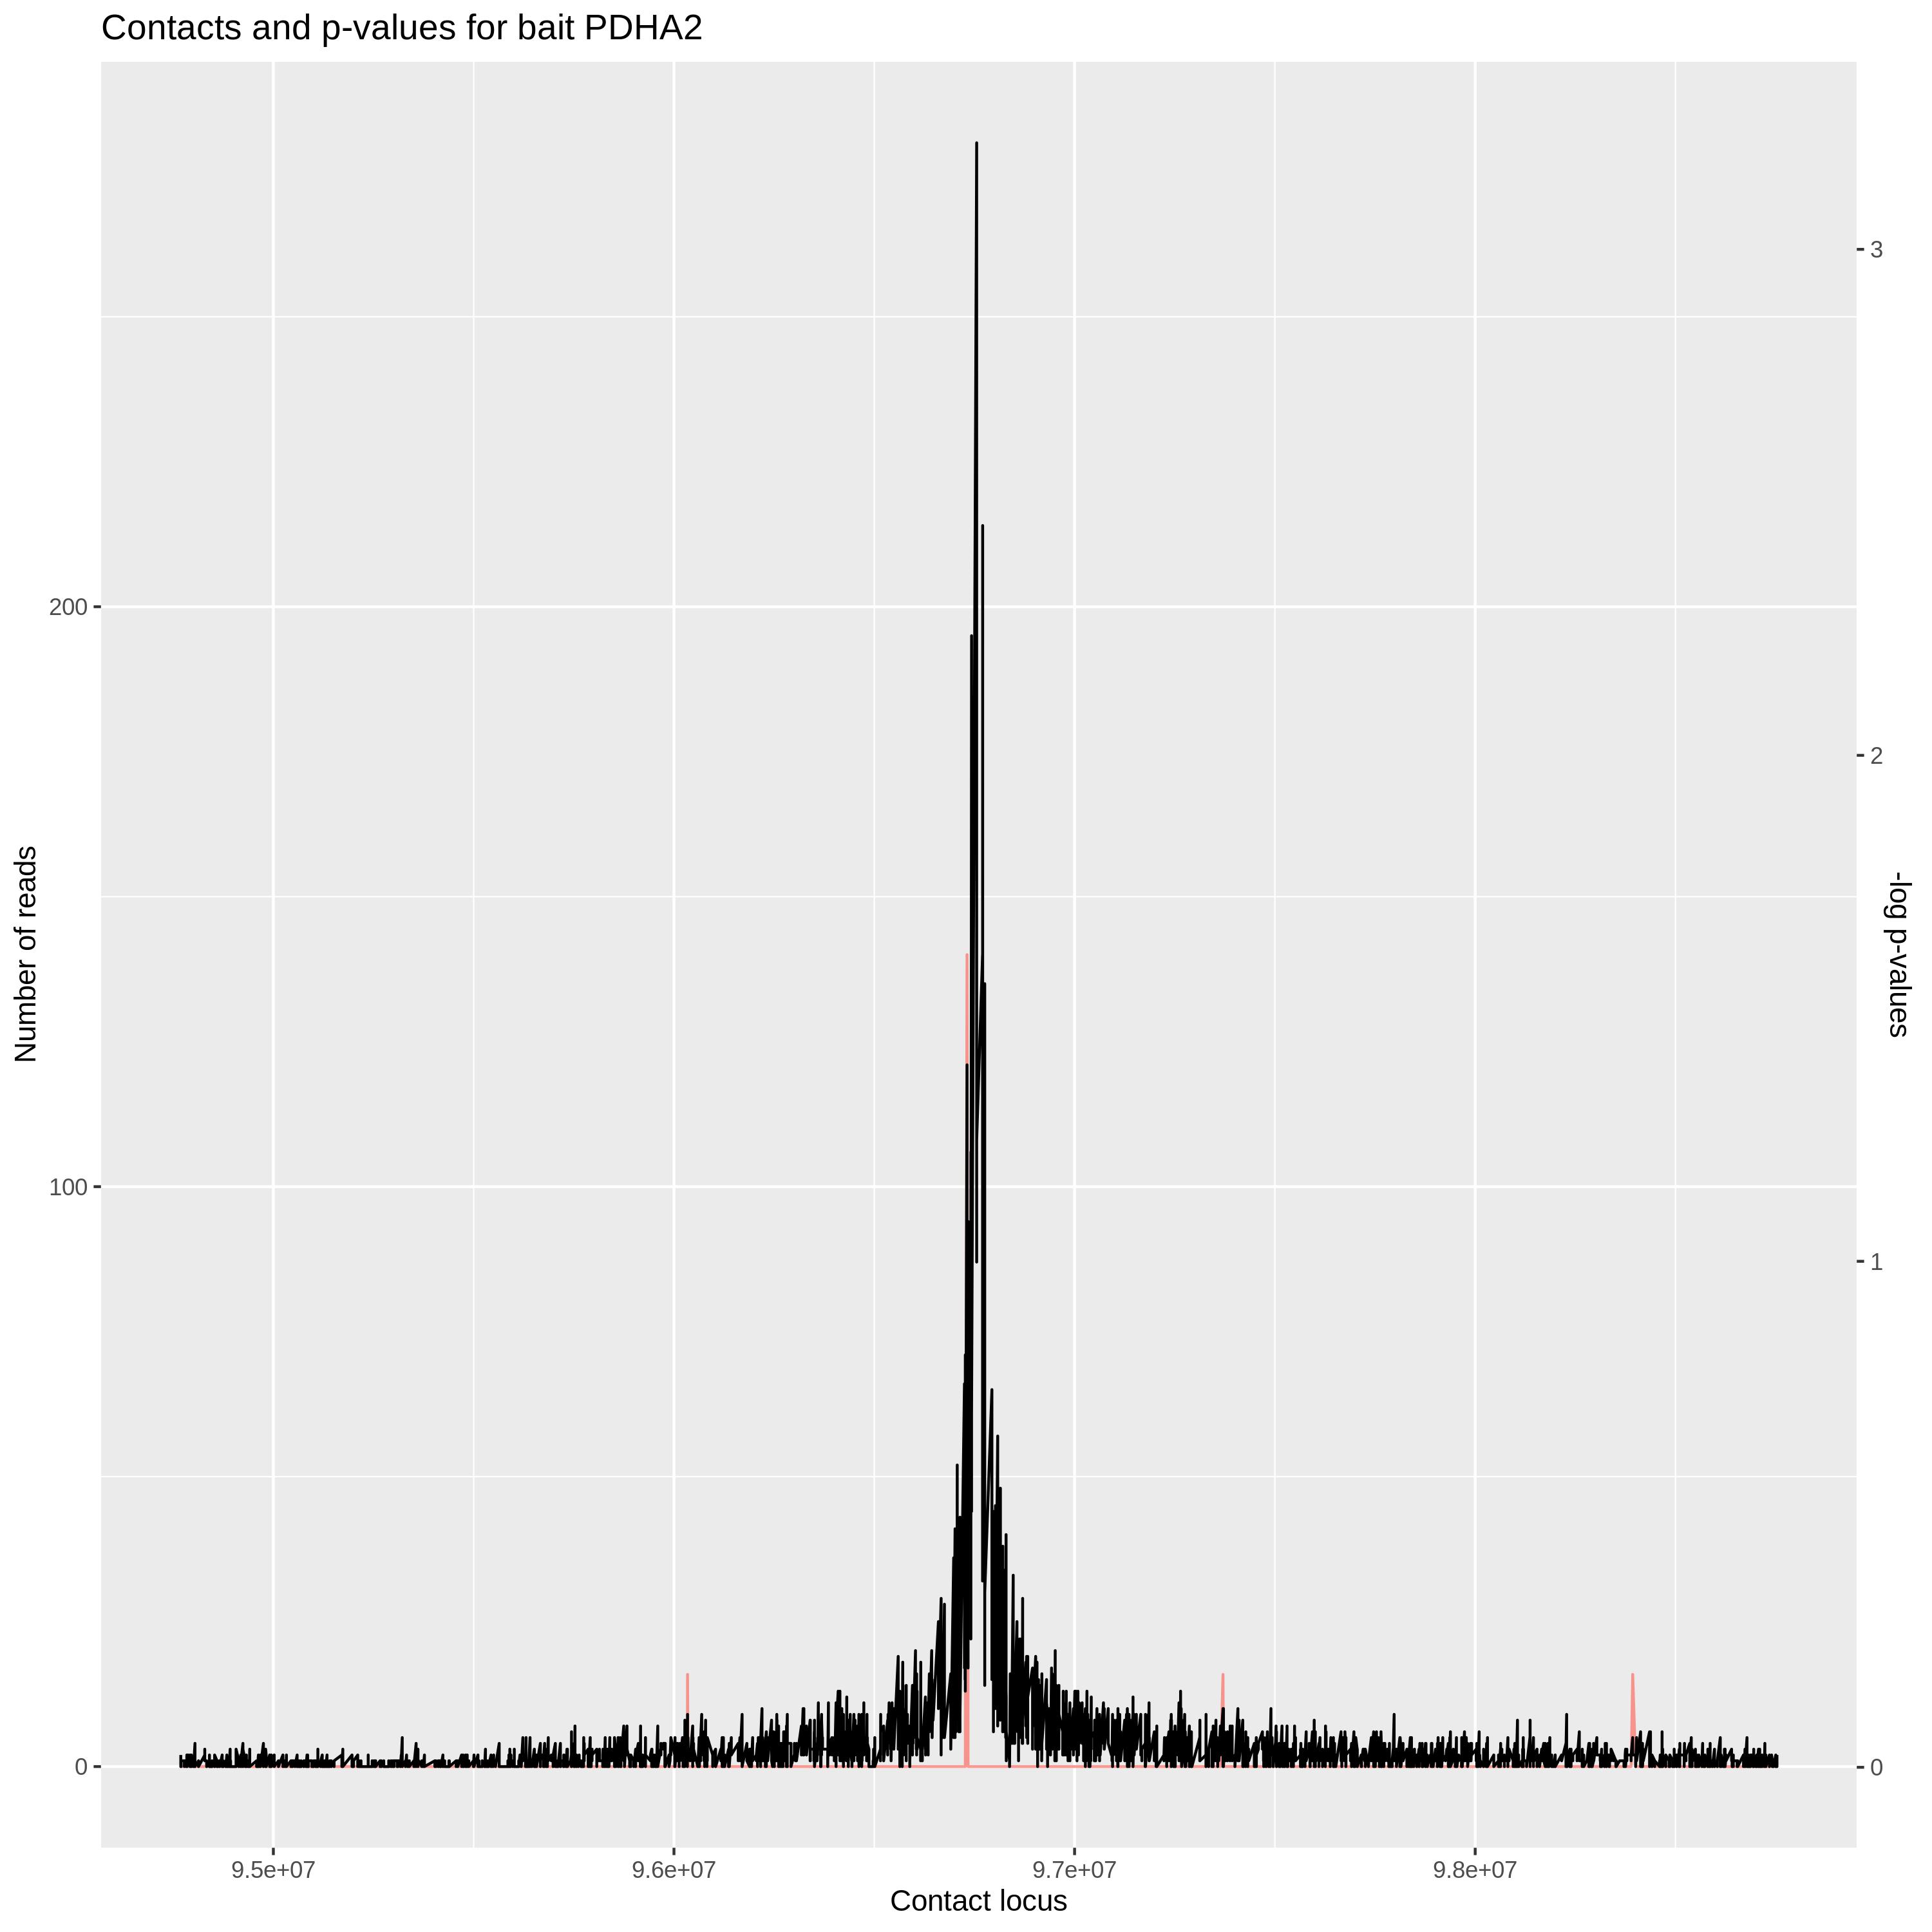 Contacts and p-values for bait PDHA2
Number of reads
200
100
0
3
2
1
0
-log p-values
9.5e+07
9.6e+07
9.7e+07
9.8e+07
Contact locus